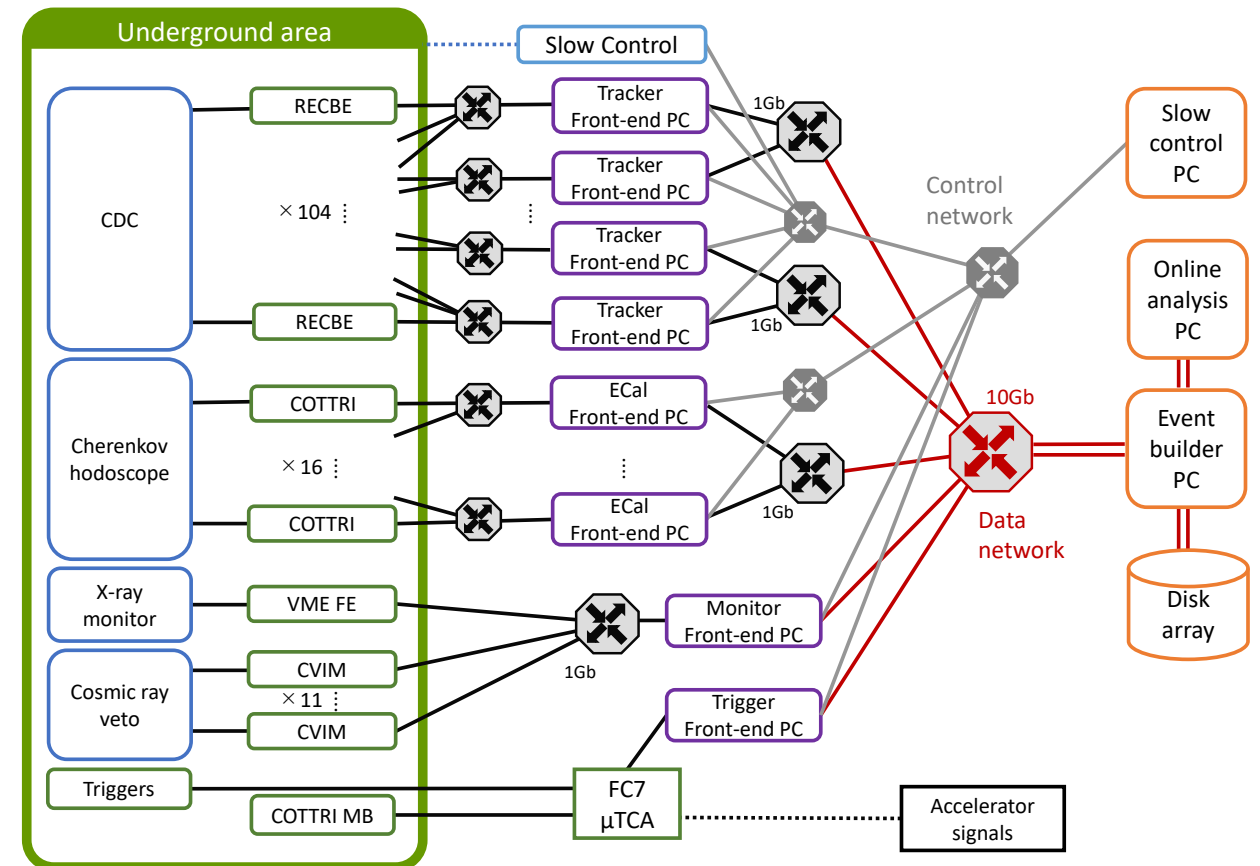 Underground area
Slow Control
CDC
RECBE
× 104
RECBE
Tracker
Front-end PC
Tracker
Front-end PC
Tracker
Front-end PC
Tracker
Front-end PC
1Gb
1Gb
Control
network
Slow
control
PC
Online
analysis
PC
Cherenkov
hodoscope
COTTRI
× 16
COTTRI
ECal
Front-end PC
ECal
Front-end PC
1Gb
10Gb
Data
network
Event
builder
PC
Disk
array
X-ray
monitor
VME FE
Cosmic ray
veto
CVIM
× 11
CVIM
1Gb
Monitor
Front-end PC
Trigger
Front-end PC
Triggers
COTTRI MB
FC7
μTCA
Accelerator
signals